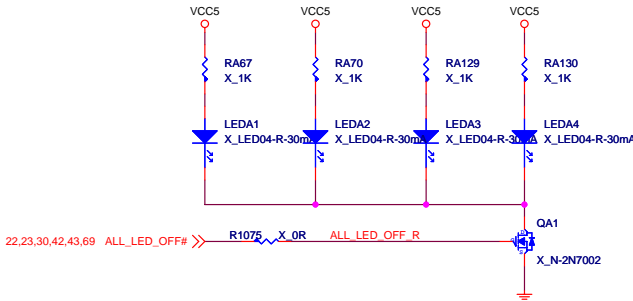 VCC5 VCC5 VCC5 VCC5
RA67 RA70 RA129 RA130
X_1K X_1K X_1K X_1K
LEDA1 LEDA2 LEDA3 LEDA4
X_LED04-R-30mA X_LED04-R-30mA X_LED04-R-30mA X_LED04-R-30mA
QA1
22,23,30,42,43,69 ALL_LED_OFF# R1075 X_0R ALL_LED_OFF_R
X_N-2N7002